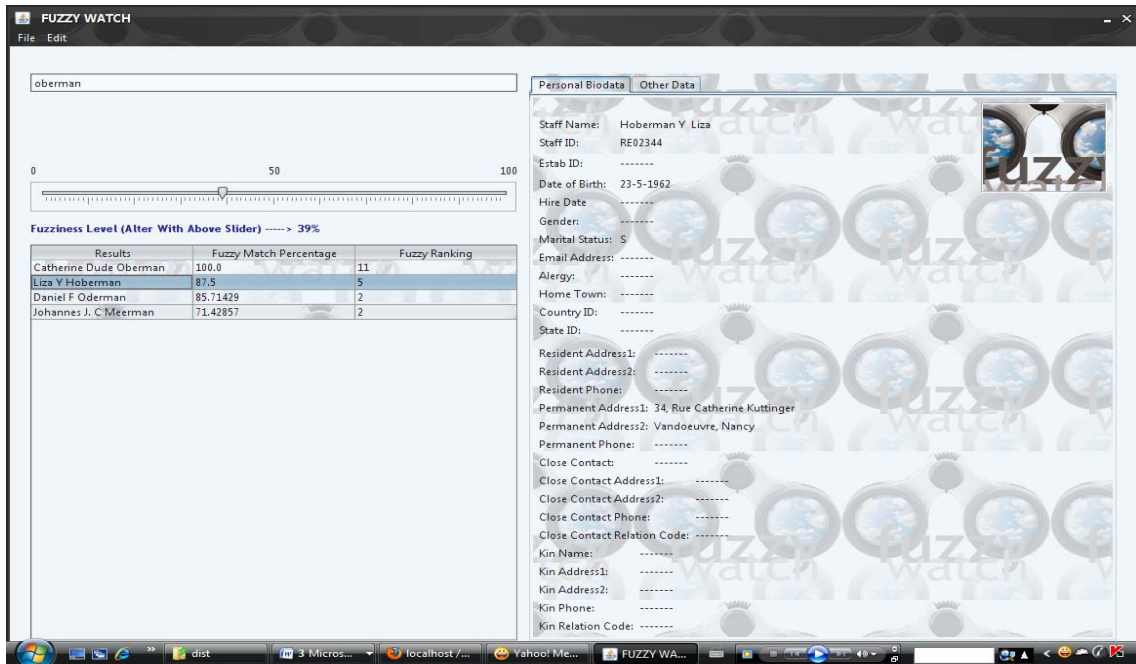 FUZZY WATCH
File Edit
oberman
0 50 100
Fuzziness Level (Alter With Above Slider) -----> 39%
Results Fuzzy Match Percentage Fuzzy Ranking
Catherine Dude Oberman 100.0 11
Liza Y Hoberman 87.5 5
Daniel F Oderman 85.71429 2
Johannes J. C Meerman 71.42857 2
Personal Biodata Other Data
fuzzy watch
Staff Name: Hoberman Y Liza
Staff ID: RE02344
Estab ID: -------
Date of Birth: 23-5-1962
Hire Date -------
Gender: -------
Marital Status: S
Email Address: -------
Alergy: -------
Home Town: -------
Country ID: -------
State ID: -------
Resident Address1: -------
Resident Address2: -------
Resident Phone: -------
Permanent Address1: 34, Rue Catherine Kuttinger
Permanent Address2: Vandoeuvre, Nancy
Permanent Phone: -------
Close Contact: -------
Close Contact Address1: -------
Close Contact Address2: -------
Close Contact Phone: -------
Close Contact Relation Code: -------
Kin Name: -------
Kin Address1: -------
Kin Address2: -------
Kin Phone: -------
Kin Relation Code: -------
dist 3 Micros... localhost /... Yahoo! Me... FUZZY WA...